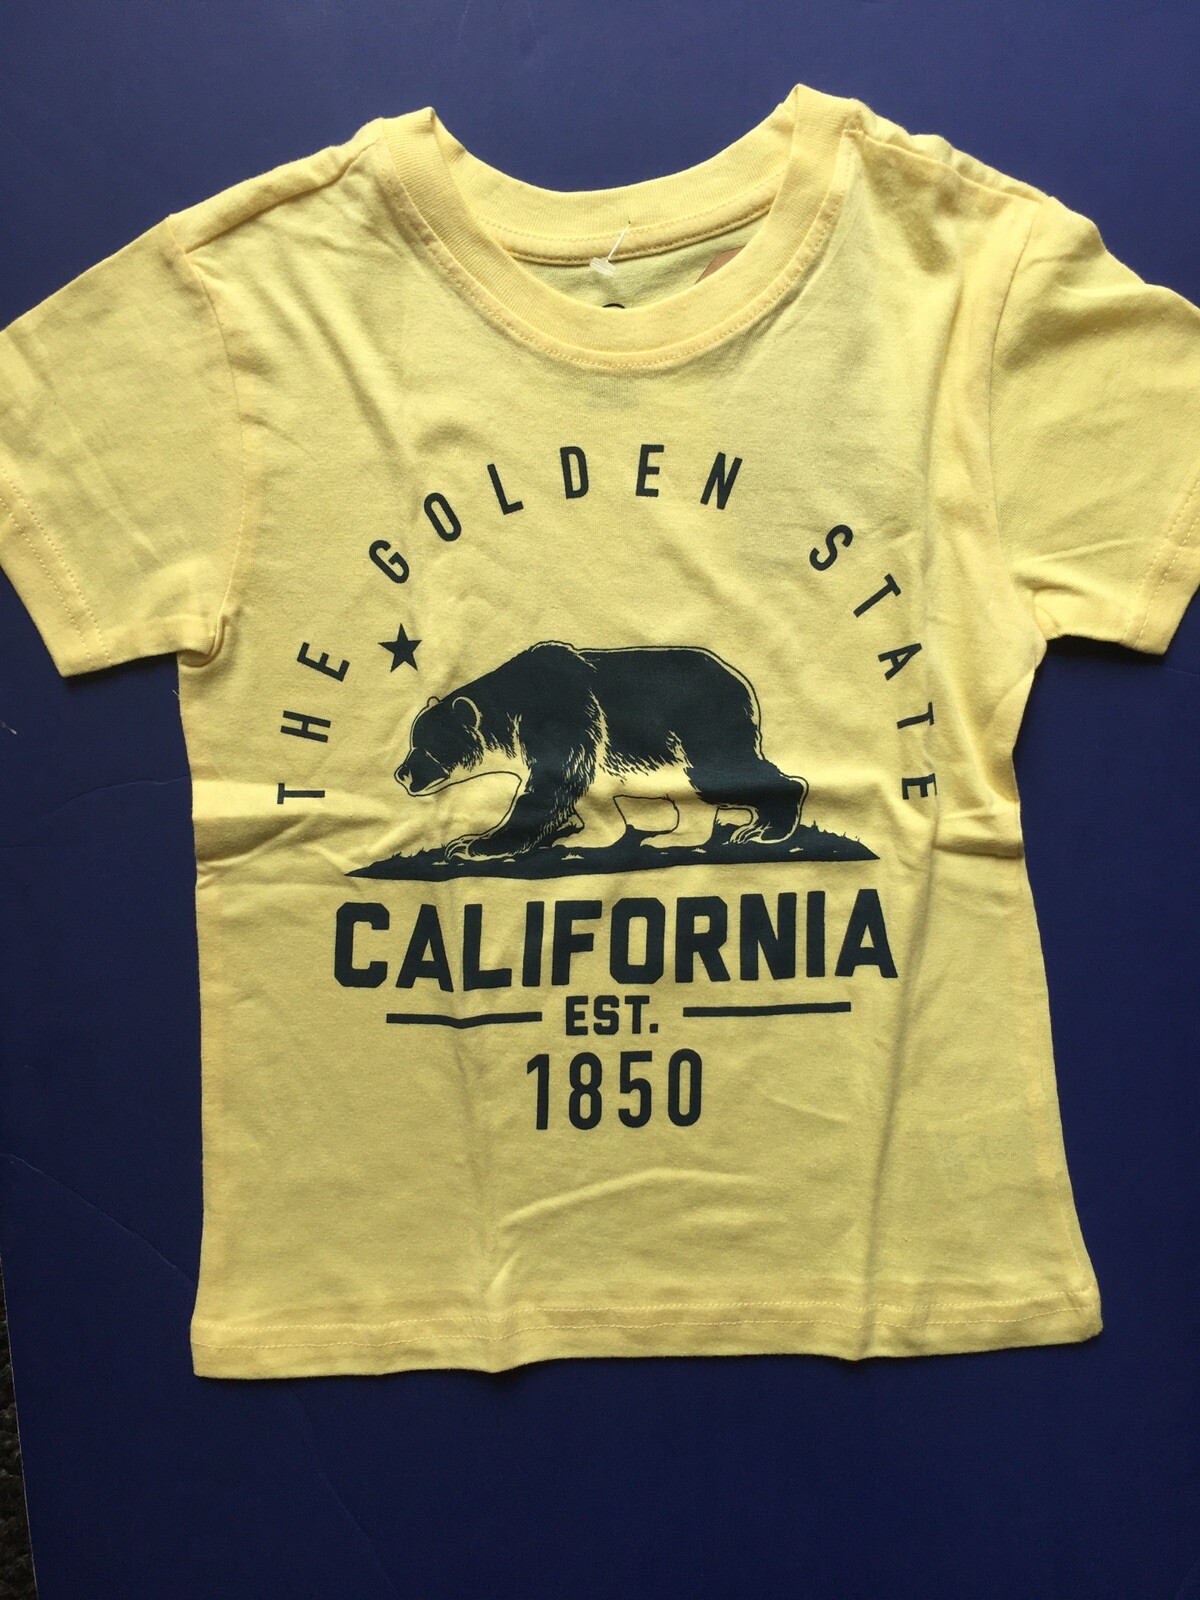 THE GOLDEN STATE
CALIFORNIA
EST.
1850